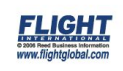 FLIGHT
INTERNATIONAL
© 2006 Reed Business Information
www.flightglobal.com